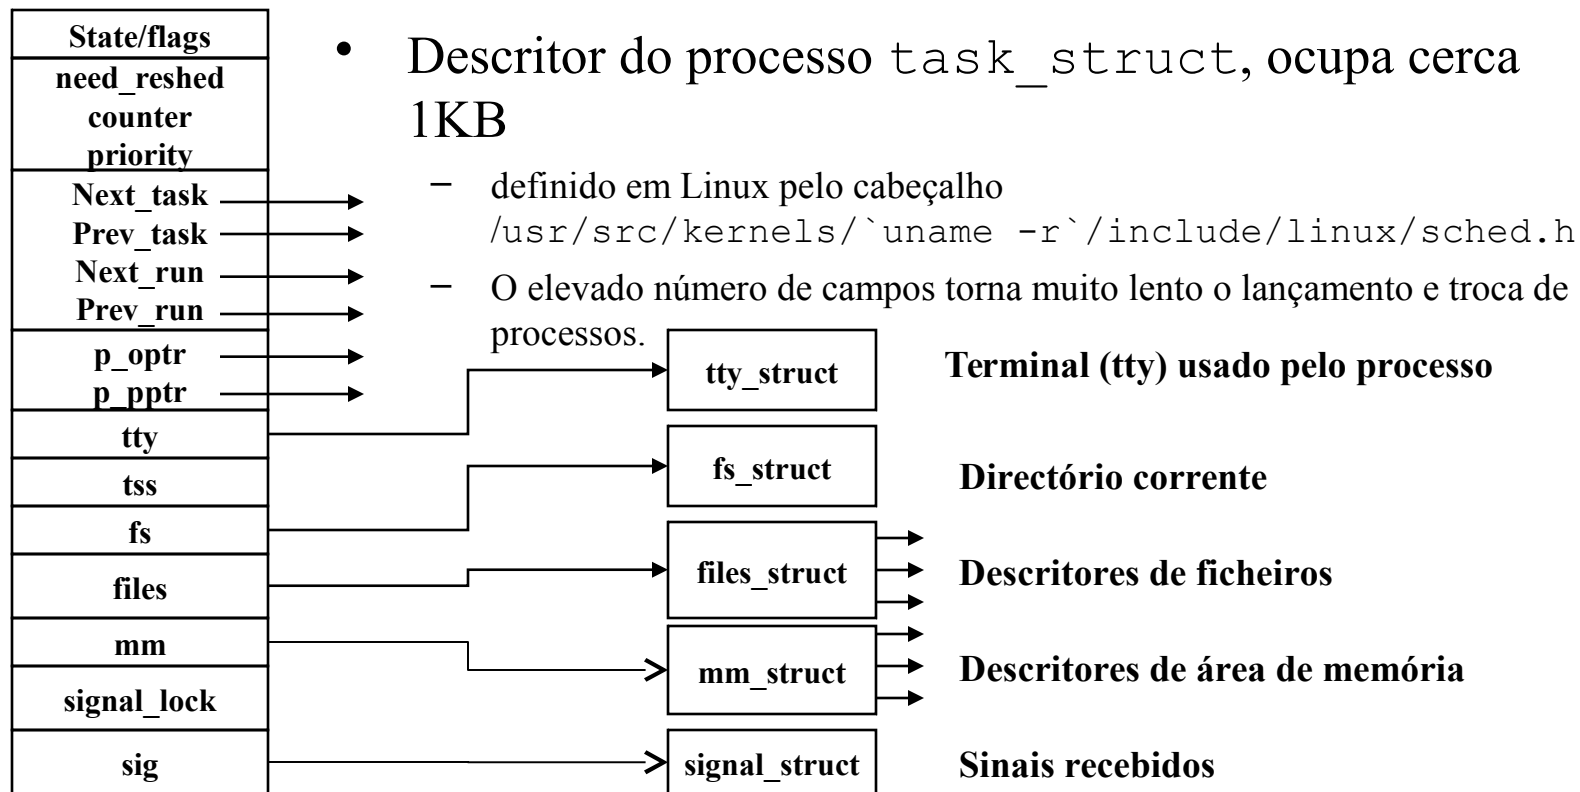 State/flags
need_reshed
counter
priority
Next_task
Prev_task
Next_run
Prev_run
p_optr
p_pptr
tty
tss
fs
files
mm
signal_lock
sig
• Descritor do processo task_struct, ocupa cerca
1KB
– definido em Linux pelo cabeçalho
/usr/src/kernels/`uname -r`/include/linux/sched.h
– O elevado número de campos torna muito lento o lançamento e troca de
processos.
tty_struct
Terminal (tty) usado pelo processo
fs_struct
Directório corrente
files_struct
Descritores de ficheiros
mm_struct
Descritores de área de memória
signal_struct
Sinais recebidos